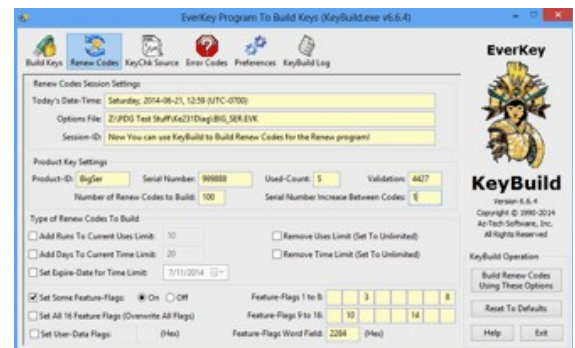 EverKey Program To Build Keys (KeyBuild.exe v6.6.4)
Build Keys Renew Codes KeyChk Source Error Codes Preferences KeyBuild Log
Renew Codes Session Settings
Today's Date-Time: Saturday, 2014-06-21, 12:59 (UTC-0700)
Options File: Z:\PDG Test Stuff\Ke231Diag\BIG_SER.EVK
Session-ID: Now You can use KeyBuild to Build Renew Codes for the Renew program!
Product Key Settings
Product-ID: BigSer Serial Number: 999888 Used-Count: 5 Validation: 4427
Number of Renew Codes to Build: 100 Serial Number Increase Between Codes: 1
Type of Renew Codes To Build
Add Runs To Current Uses Limit: 10 Remove Uses Limit (Set To Unlimited)
Add Days To Current Time Limit: 20 Remove Time Limit (Set To Unlimited)
Set Expire-Date for Time Limit: 7/11/2014
Set Some Feature-Flags: On Off Feature-Flags 1 to 8: 3 8
Set All 16 Feature Flags (Overwrite All Flags) Feature-Flags 9 to 16: 10 14
Set User-Data Flags: (Hex) Feature-Flags Word Field: 2284 (Hex)
EverKey
KeyBuild
Version 6.6.4
Copyright © 1990-2014
Az-Tech Software, Inc.
All Rights Reserved
KeyBuild Operation
Build Renew Codes
Using These Options
Reset To Defaults
Help Exit